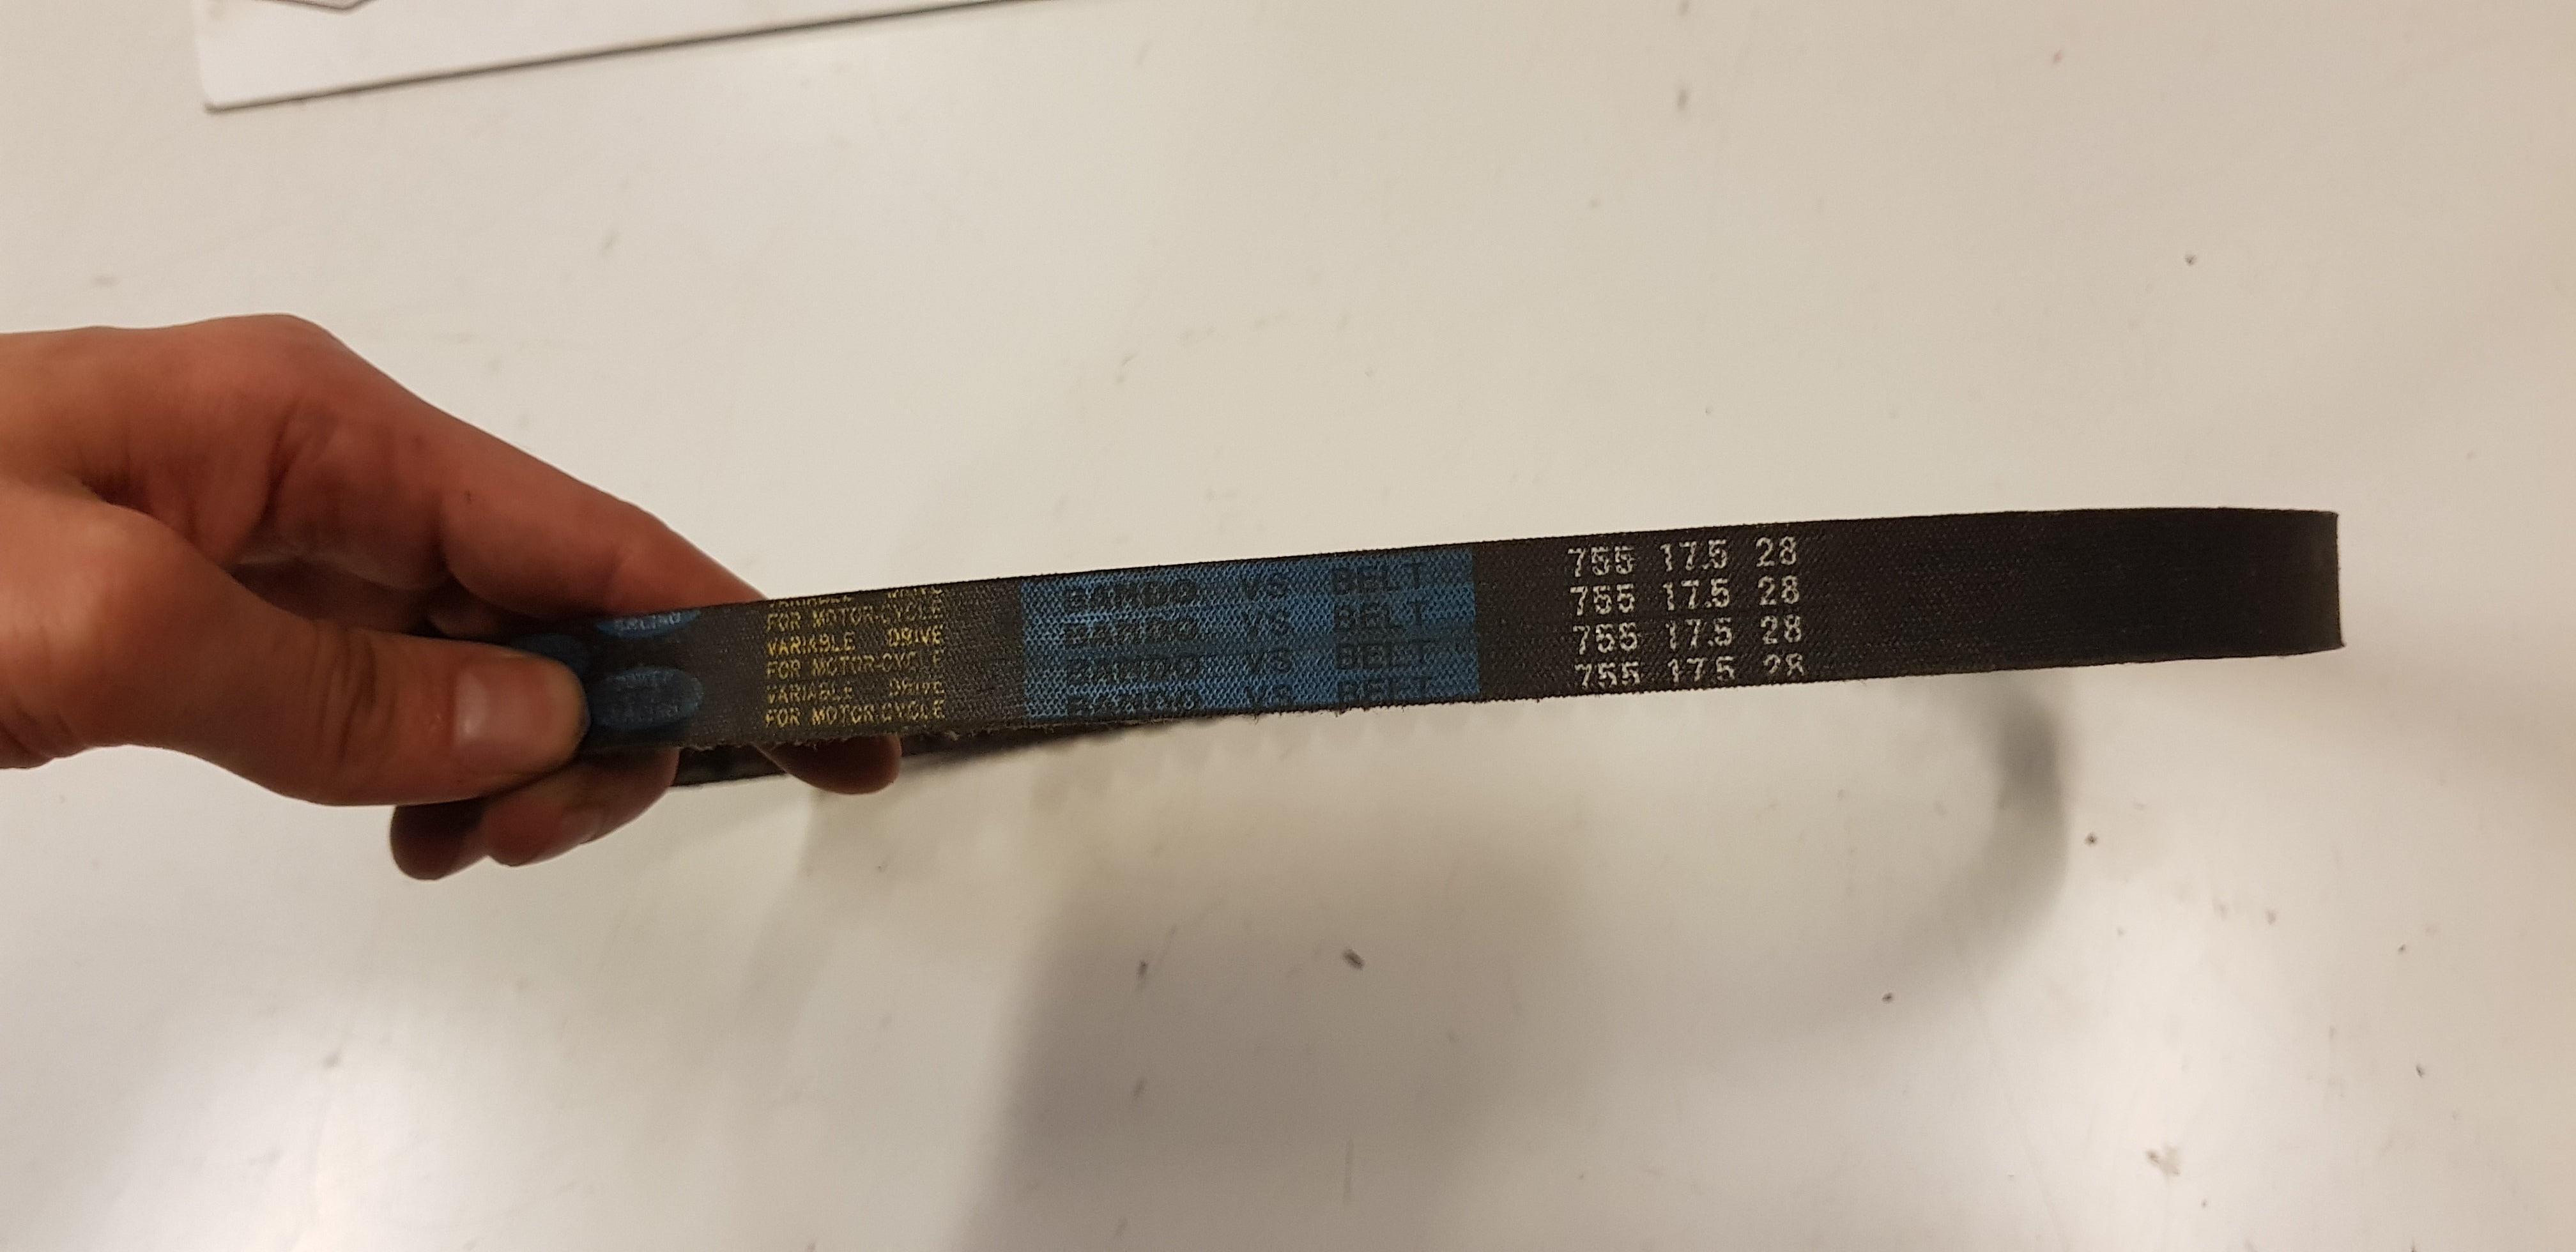 FOR MOTOR-CYCLE
VARIABLE DRIVE
FOR MOTOR-CYCLE
VARIABLE DRIVE
FOR MOTOR-CYCLE
BANDO VS BELT
BANDO VS BELT
BANDO VS BELT
BANDO VS BELT
755 17.5 28
755 17.5 28
755 17.5 28
755 17.5 28